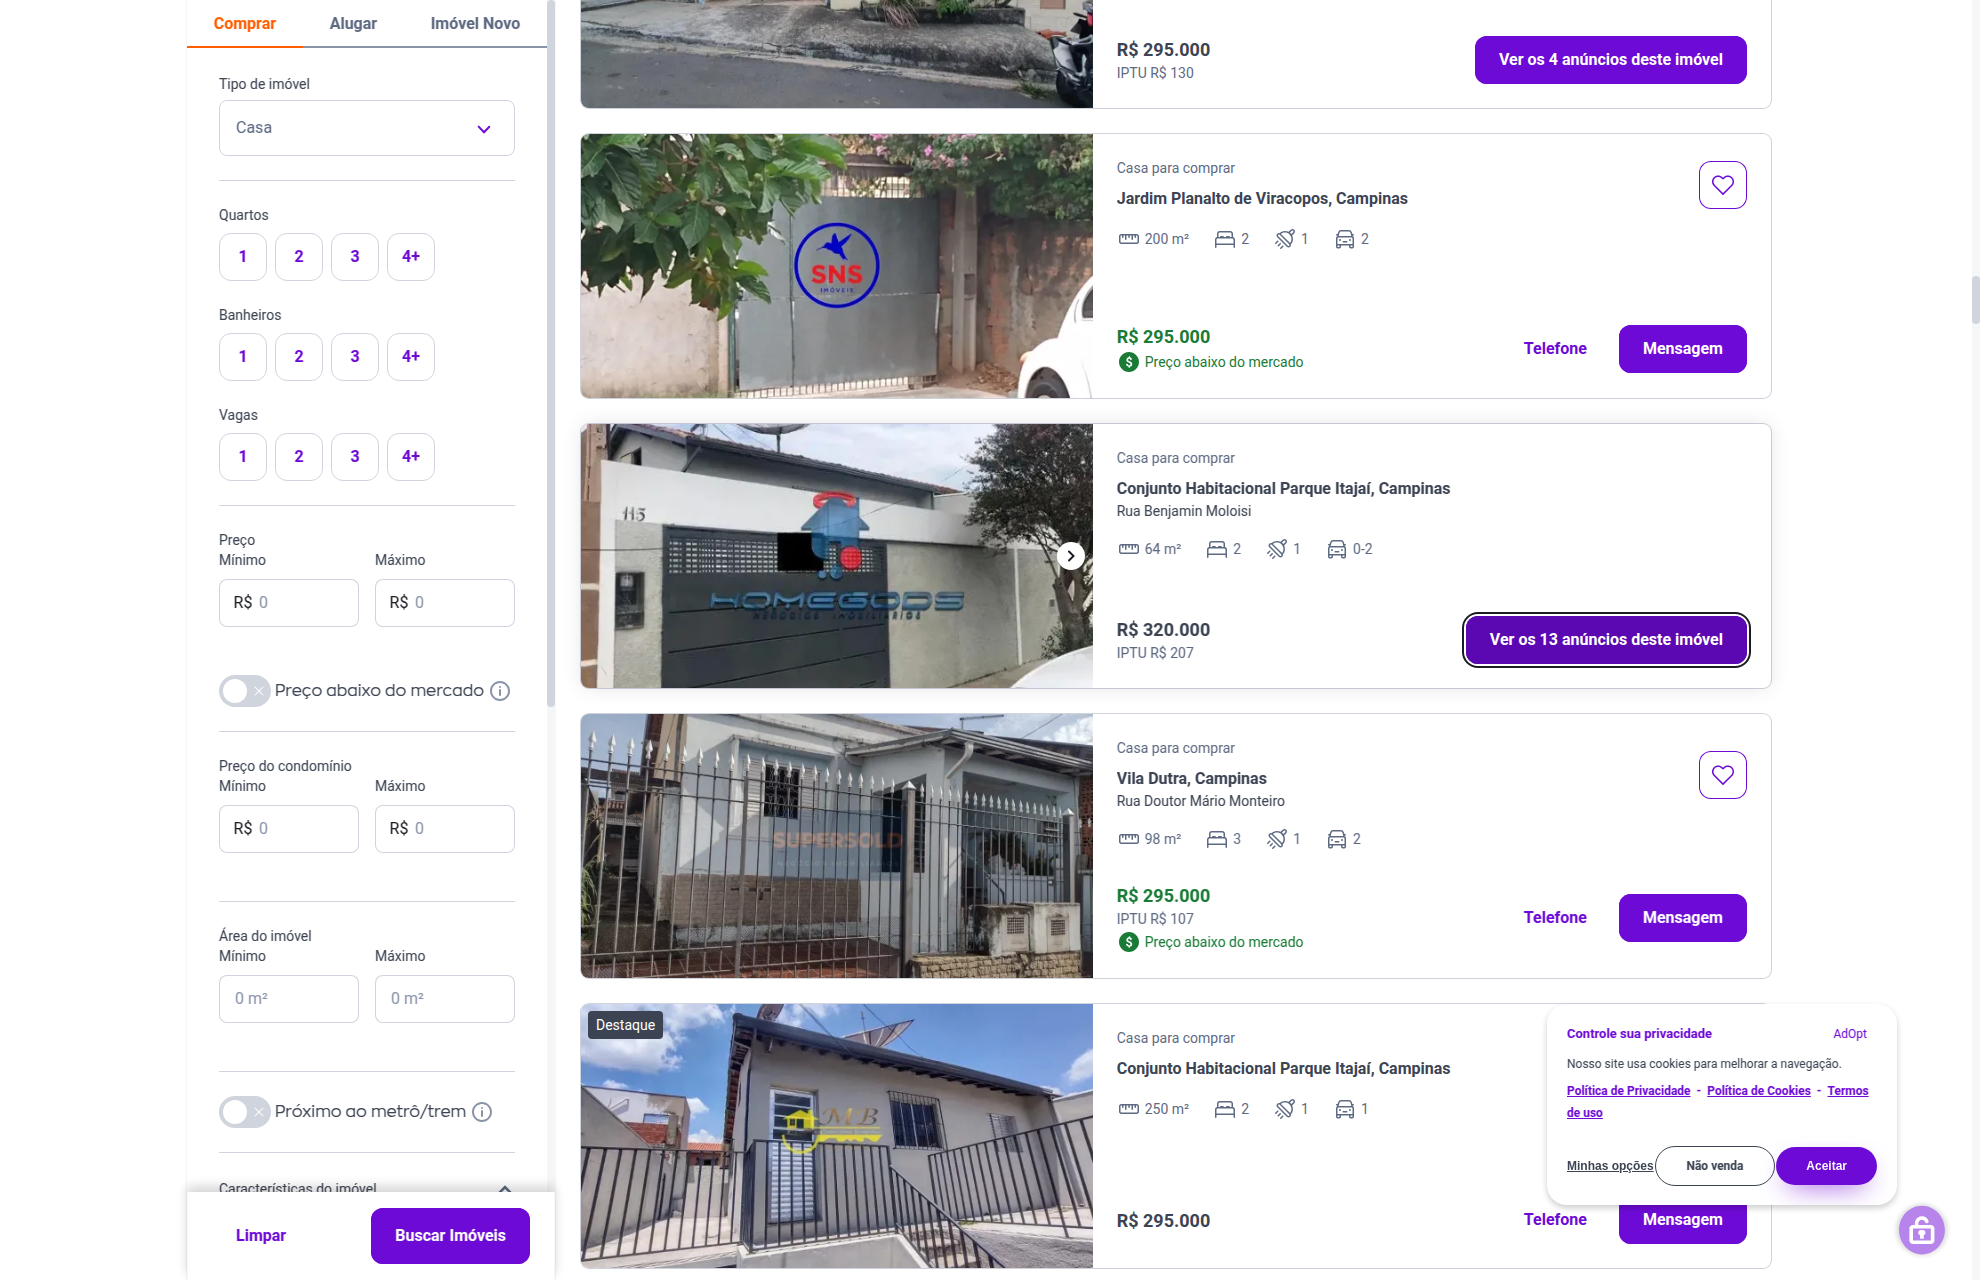 Comprar
Alugar
Imóvel Novo
Tipo de imóvel
Casa
Quartos
1
2
3
4+
Banheiros
1
2
3
4+
Vagas
1
2
3
4+
Preço
Mínimo
Máximo
R$ 0
R$ 0
Preço abaixo do mercado
Preço do condomínio
Mínimo
Máximo
R$ 0
R$ 0
Área do imóvel
Mínimo
Máximo
0 m²
0 m²
Próximo ao metrô/trem
Características do imóvel
Limpar
Buscar Imóveis
R$ 295.000
IPTU R$ 130
Ver os 4 anúncios deste imóvel
SNS
IMÓVEIS
Casa para comprar
Jardim Planalto de Viracopos, Campinas
200 m²
2
1
2
R$ 295.000
$ Preço abaixo do mercado
Telefone
Mensagem
115
HOMEGODS
NEGÓCIOS IMOBILIÁRIOS
Casa para comprar
Conjunto Habitacional Parque Itajaí, Campinas
Rua Benjamin Moloisi
64 m²
2
1
0-2
R$ 320.000
IPTU R$ 207
Ver os 13 anúncios deste imóvel
SUPERSOLD
Casa para comprar
Vila Dutra, Campinas
Rua Doutor Mário Monteiro
98 m²
3
1
2
R$ 295.000
IPTU R$ 107
$ Preço abaixo do mercado
Telefone
Mensagem
Destaque
MB
Casa para comprar
Conjunto Habitacional Parque Itajaí, Campinas
250 m²
2
1
1
R$ 295.000
Telefone
Mensagem
Controle sua privacidade
AdOpt
Nosso site usa cookies para melhorar a navegação.
Política de Privacidade - Política de Cookies - Termos
de uso
Minhas opções
Não venda
Aceitar